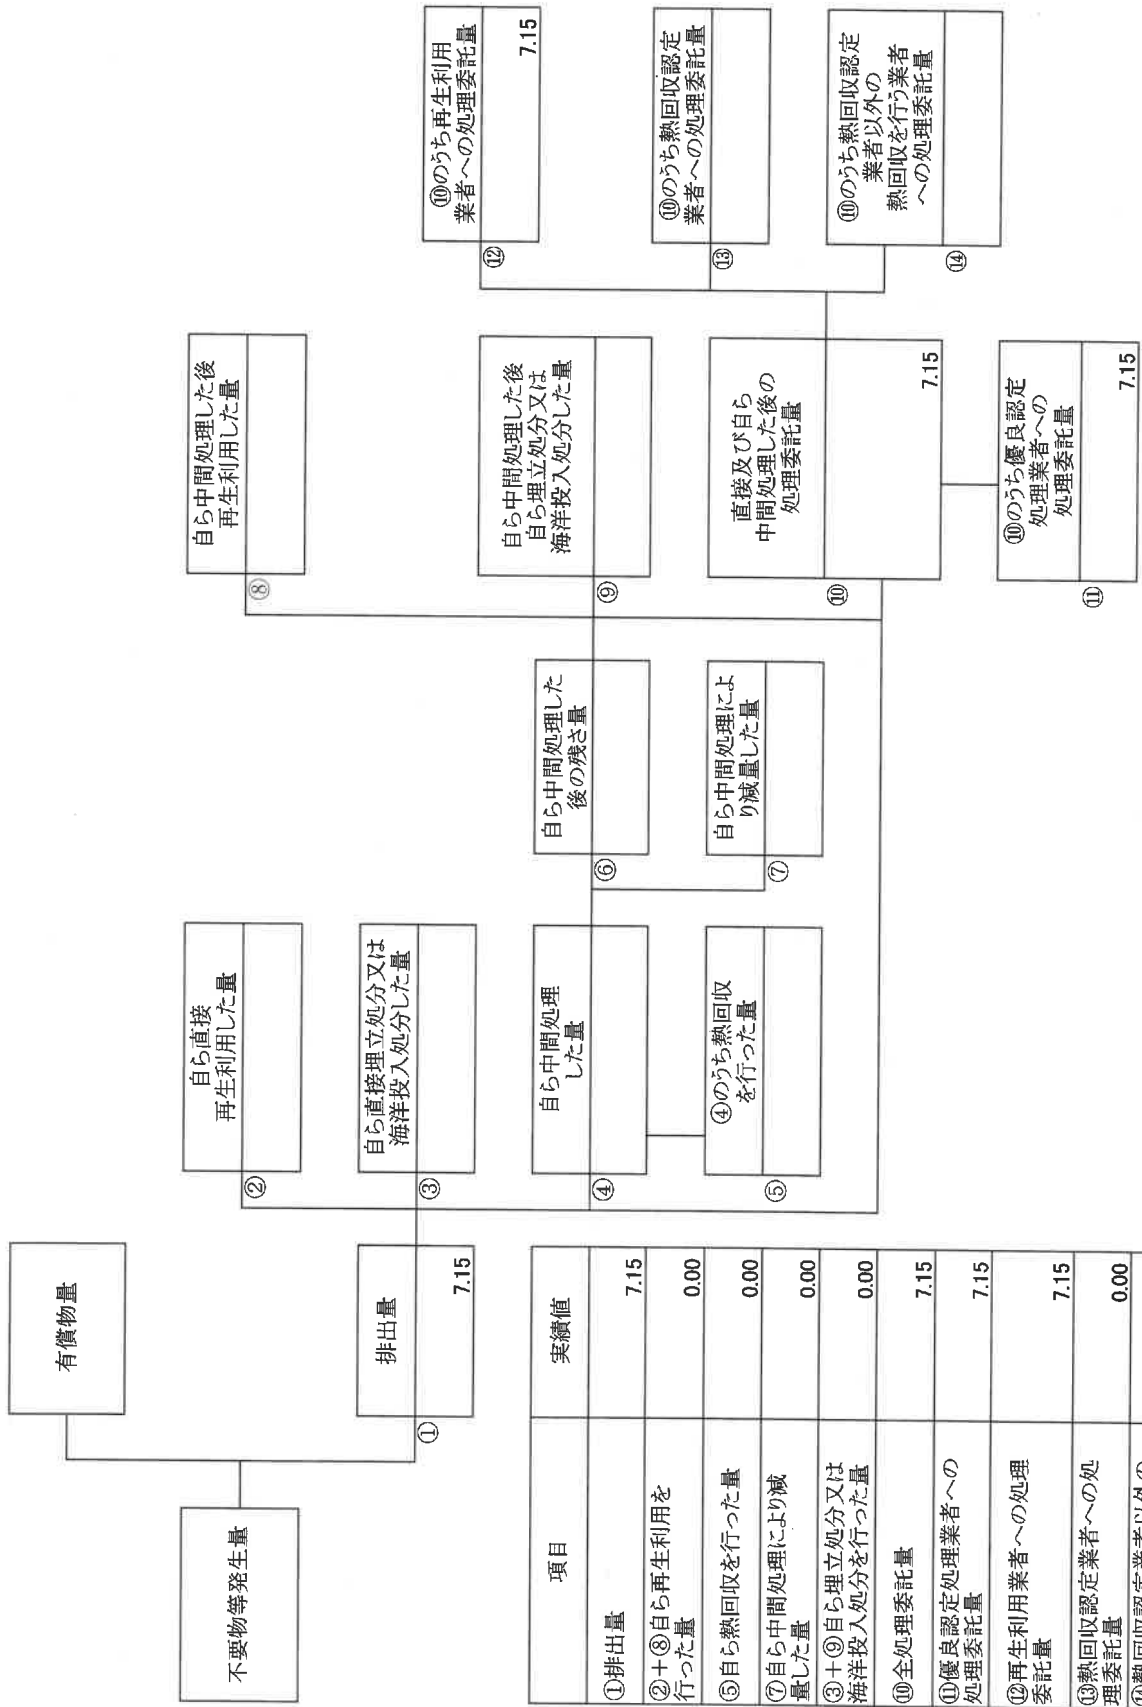 不要物等発生量
有償物量
①
排出量
7.15
②
自ら直接
再生利用した量
③
自ら直接埋立処分又は
海洋投入処分した量
④
自ら中間処理
した量
⑤
④のうち熱回収
を行った量
⑥
自ら中間処理した
後の残さ量
⑦
自ら中間処理によ
り減量した量
⑧
自ら中間処理した後
再生利用した量
⑨
自ら中間処理した後
自ら埋立処分又は
海洋投入処分した量
⑩
直接及び自ら
中間処理した後の
処理委託量
7.15
⑪
⑩のうち優良認定
処理業者への
処理委託量
7.15
⑫
⑩のうち再生利用
業者への処理委託量
7.15
⑬
⑩のうち熱回収認定
業者への処理委託量
⑭
⑩のうち熱回収認定
業者以外の
熱回収を行う業者
への処理委託量
項目
実績値
①排出量
7.15
②+⑧自ら再生利用を
行った量
0.00
⑤自ら熱回収を行った量
0.00
⑦自ら中間処理により減
量した量
0.00
③+⑨自ら埋立処分又は
海洋投入処分を行った量
0.00
⑩全処理委託量
7.15
⑪優良認定処理業者への
処理委託量
7.15
⑫再生利用業者への処理
委託量
7.15
⑬熱回収認定業者への処
理委託量
0.00
⑭熱回収認定業者以外の